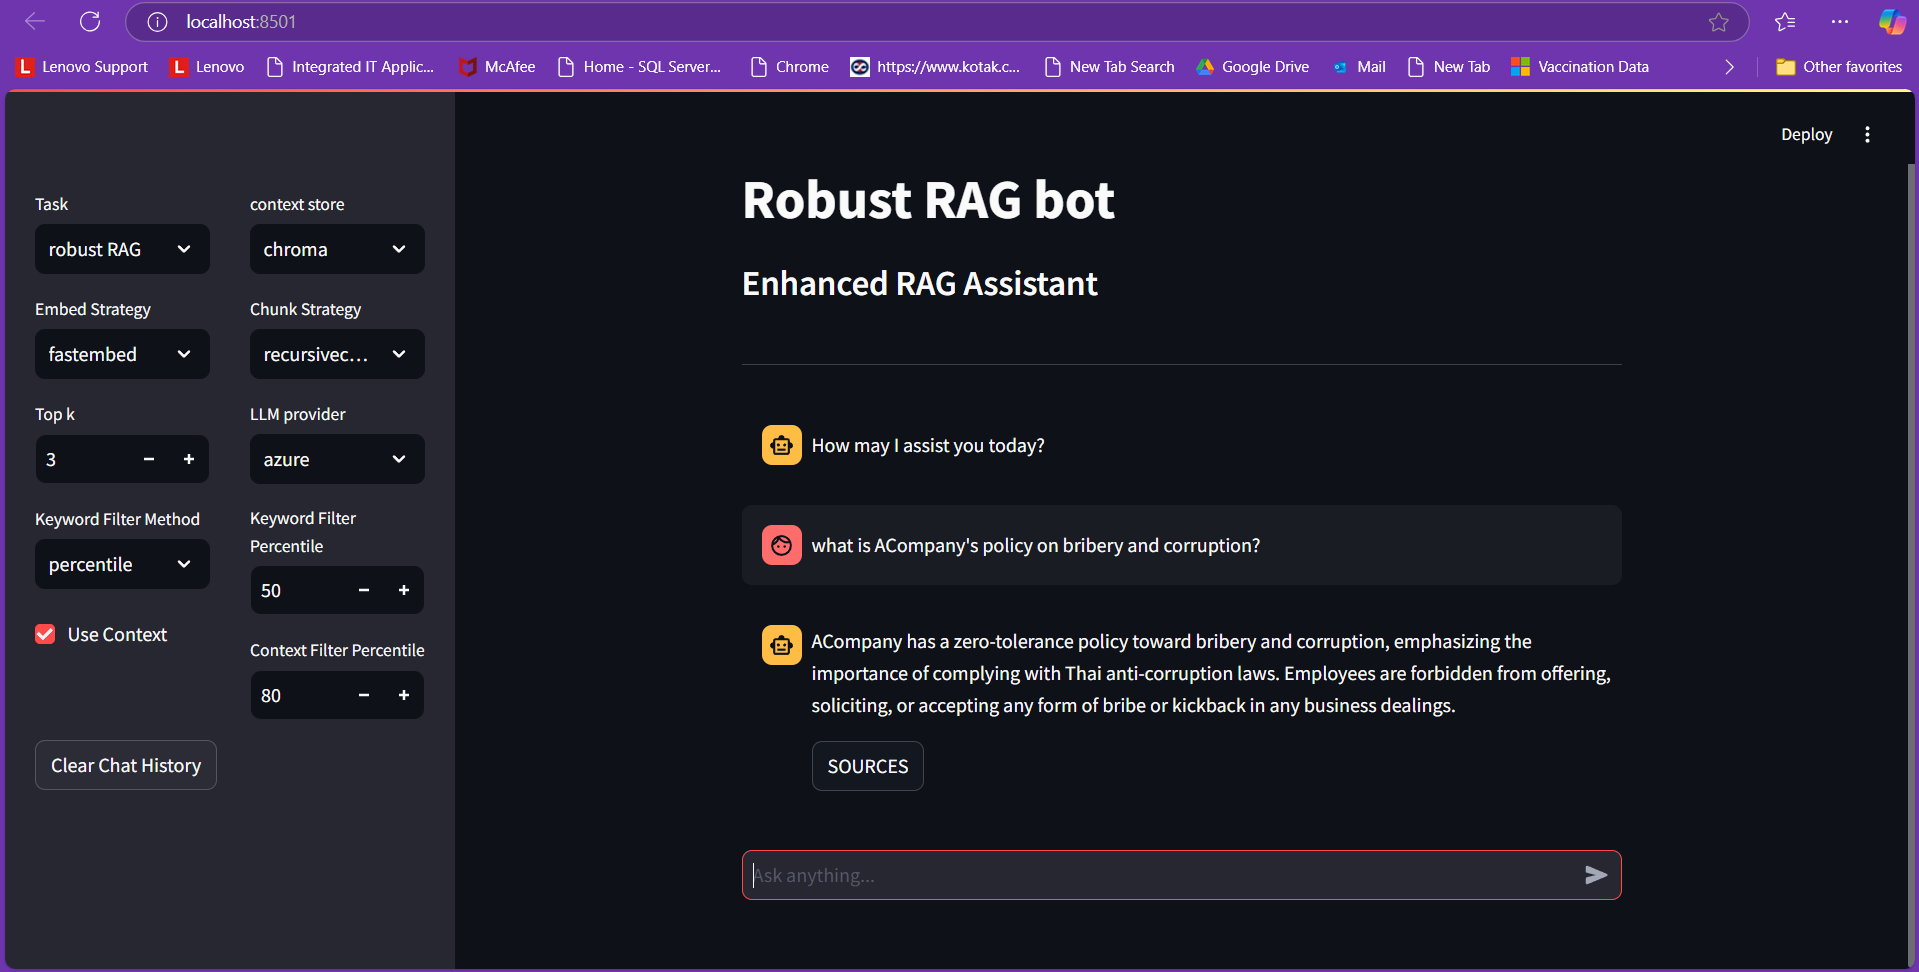 localhost:8501
Lenovo Support
Lenovo
Integrated IT Applic...
McAfee
Home - SQL Server...
Chrome
https://www.kotak.c...
New Tab Search
Google Drive
Mail
New Tab
Vaccination Data
Other favorites
Deploy
Task
robust RAG
context store
chroma
Embed Strategy
fastembed
Chunk Strategy
recursivec...
Top k
3
LLM provider
azure
Keyword Filter Method
percentile
Keyword Filter
Percentile
50
Use Context
Context Filter Percentile
80
Clear Chat History
Robust RAG bot
Enhanced RAG Assistant
How may I assist you today?
what is ACompany's policy on bribery and corruption?
ACompany has a zero-tolerance policy toward bribery and corruption, emphasizing the
importance of complying with Thai anti-corruption laws. Employees are forbidden from offering,
soliciting, or accepting any form of bribe or kickback in any business dealings.
SOURCES
Ask anything...